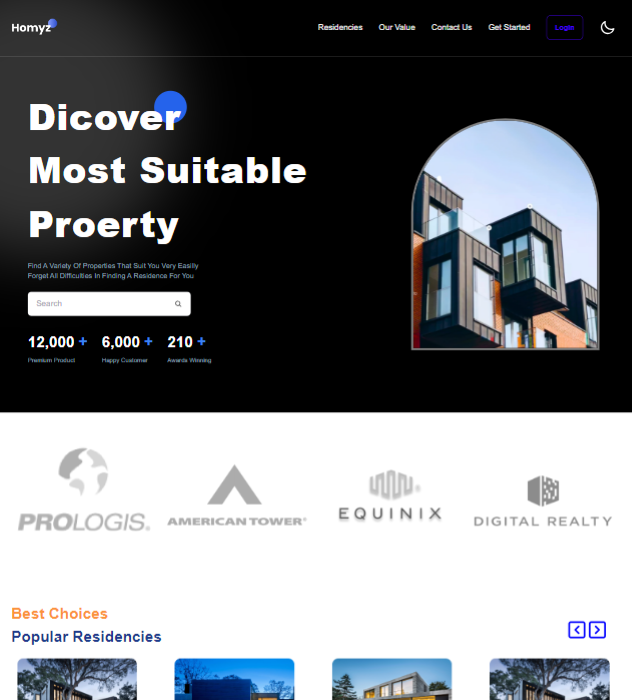 Homyz
Residencies Our Value Contact Us Get Started Login
Dicover
Most Suitable
Proerty
Find A Variety Of Properties That Suit You Very Easilly
Forget All Difficulties In Finding A Residence For You
Search
12,000 + 6,000 + 210 +
Premium Product Happy Customer Awards Winning
PROLOGIS. AMERICAN TOWER® EQUINIX DIGITAL REALTY
Best Choices
Popular Residencies